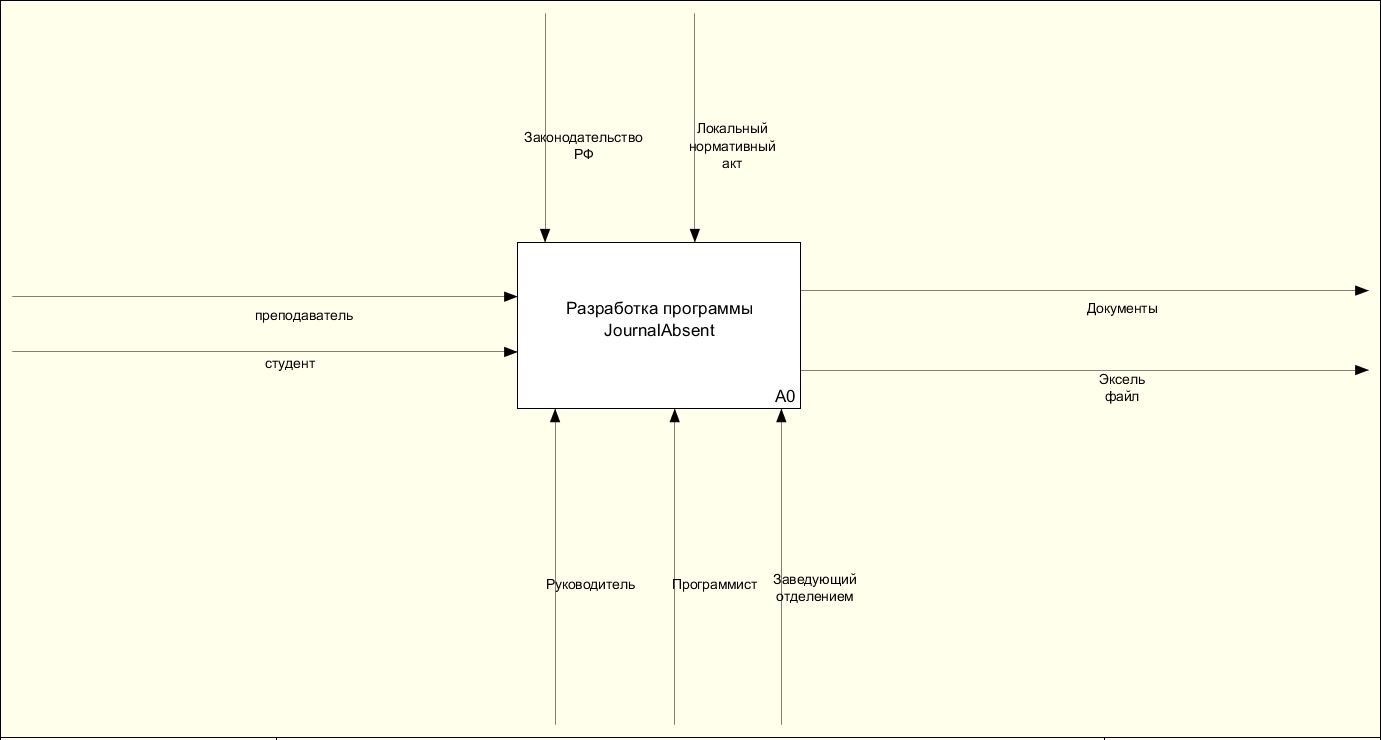 Законодательство
РФ
Локальный
нормативный
акт
преподаватель
студент
Разработка программы
JournalAbsent
A0
Документы
Эксель
файл
Руководитель
Программист
Заведующий
отделением